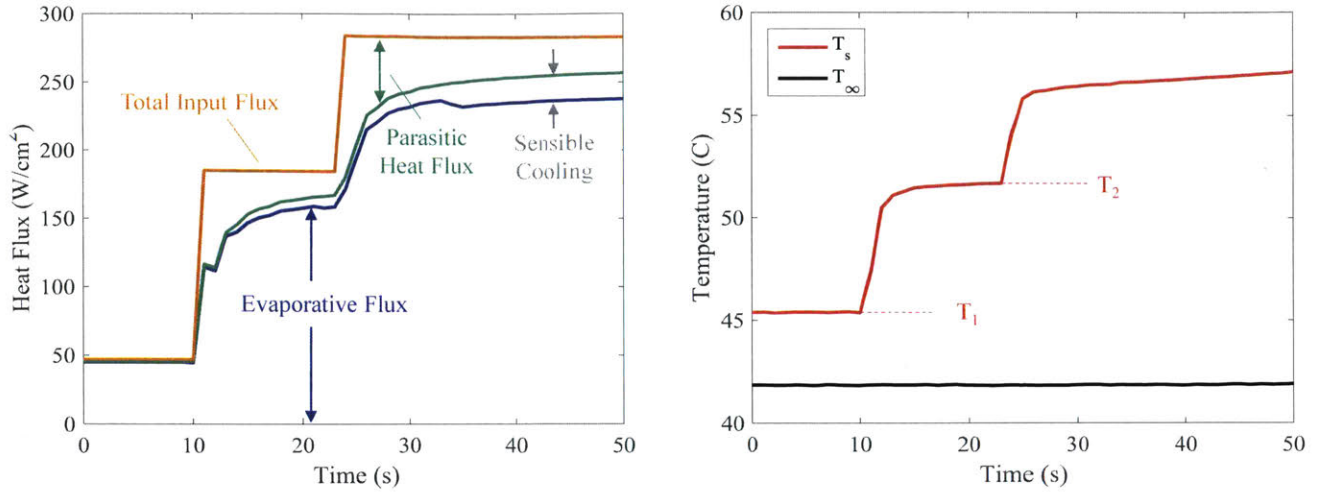 300
250
200
150
100
50
0
Heat Flux (W/cm²)
Total Input Flux
Parasitic
Heat Flux
Sensible
Cooling
Evaporative Flux
0
10
20
30
40
50
Time (s)
60
55
50
45
40
Temperature (C)
T_s
T_∞
T₂
T₁
0
10
20
30
40
50
Time (s)